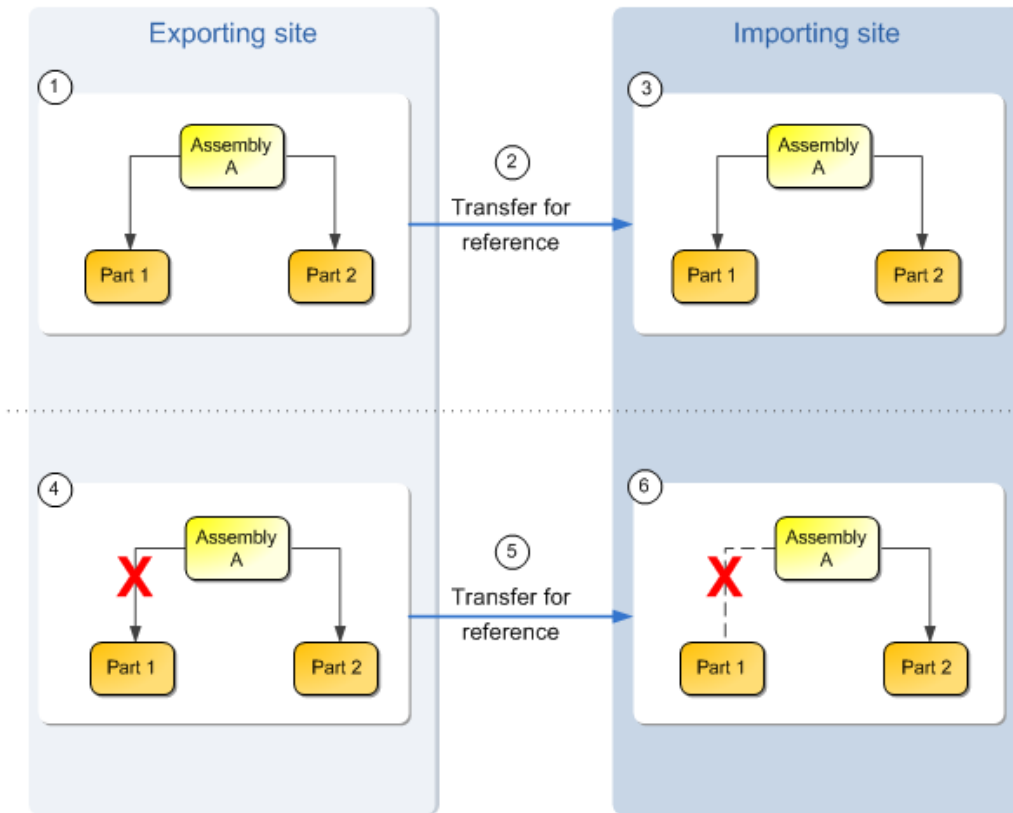 Exporting site
Importing site
1
Assembly
A
Part 1
Part 2
2
Transfer for
reference
3
Assembly
A
Part 1
Part 2
4
Assembly
A
X
Part 1
Part 2
5
Transfer for
reference
6
Assembly
A
X
Part 1
Part 2